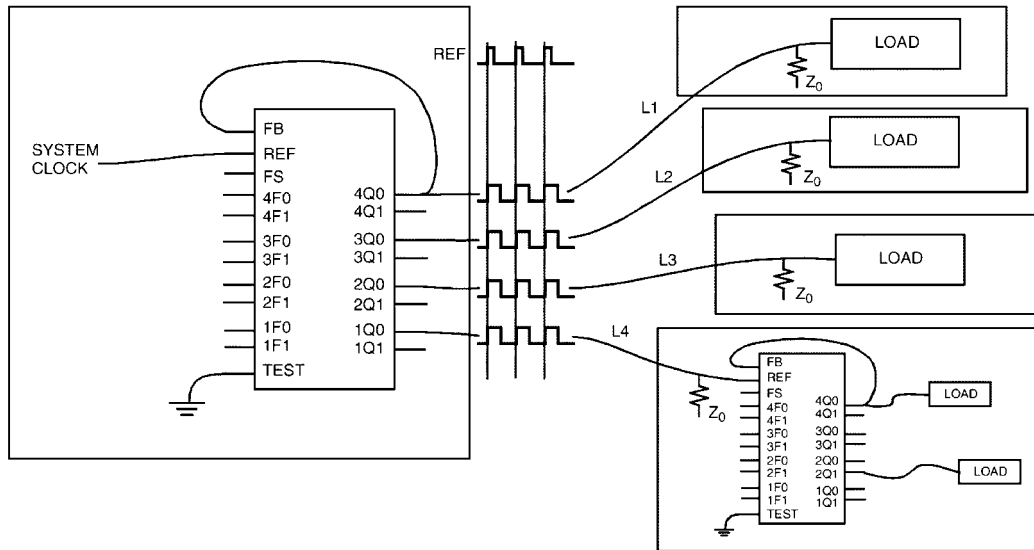 REF
SYSTEM
CLOCK
FB
REF
FS
4F0
4F1
3F0
3F1
2F0
2F1
1F0
1F1
TEST
4Q0
4Q1
3Q0
3Q1
2Q0
2Q1
1Q0
1Q1
L1
L2
L3
L4
LOAD
Z0
LOAD
Z0
LOAD
Z0
Z0
FB
REF
FS
4F0
4F1
3F0
3F1
2F0
2F1
1F0
1F1
TEST
4Q0
4Q1
3Q0
3Q1
2Q0
2Q1
1Q0
1Q1
LOAD
LOAD